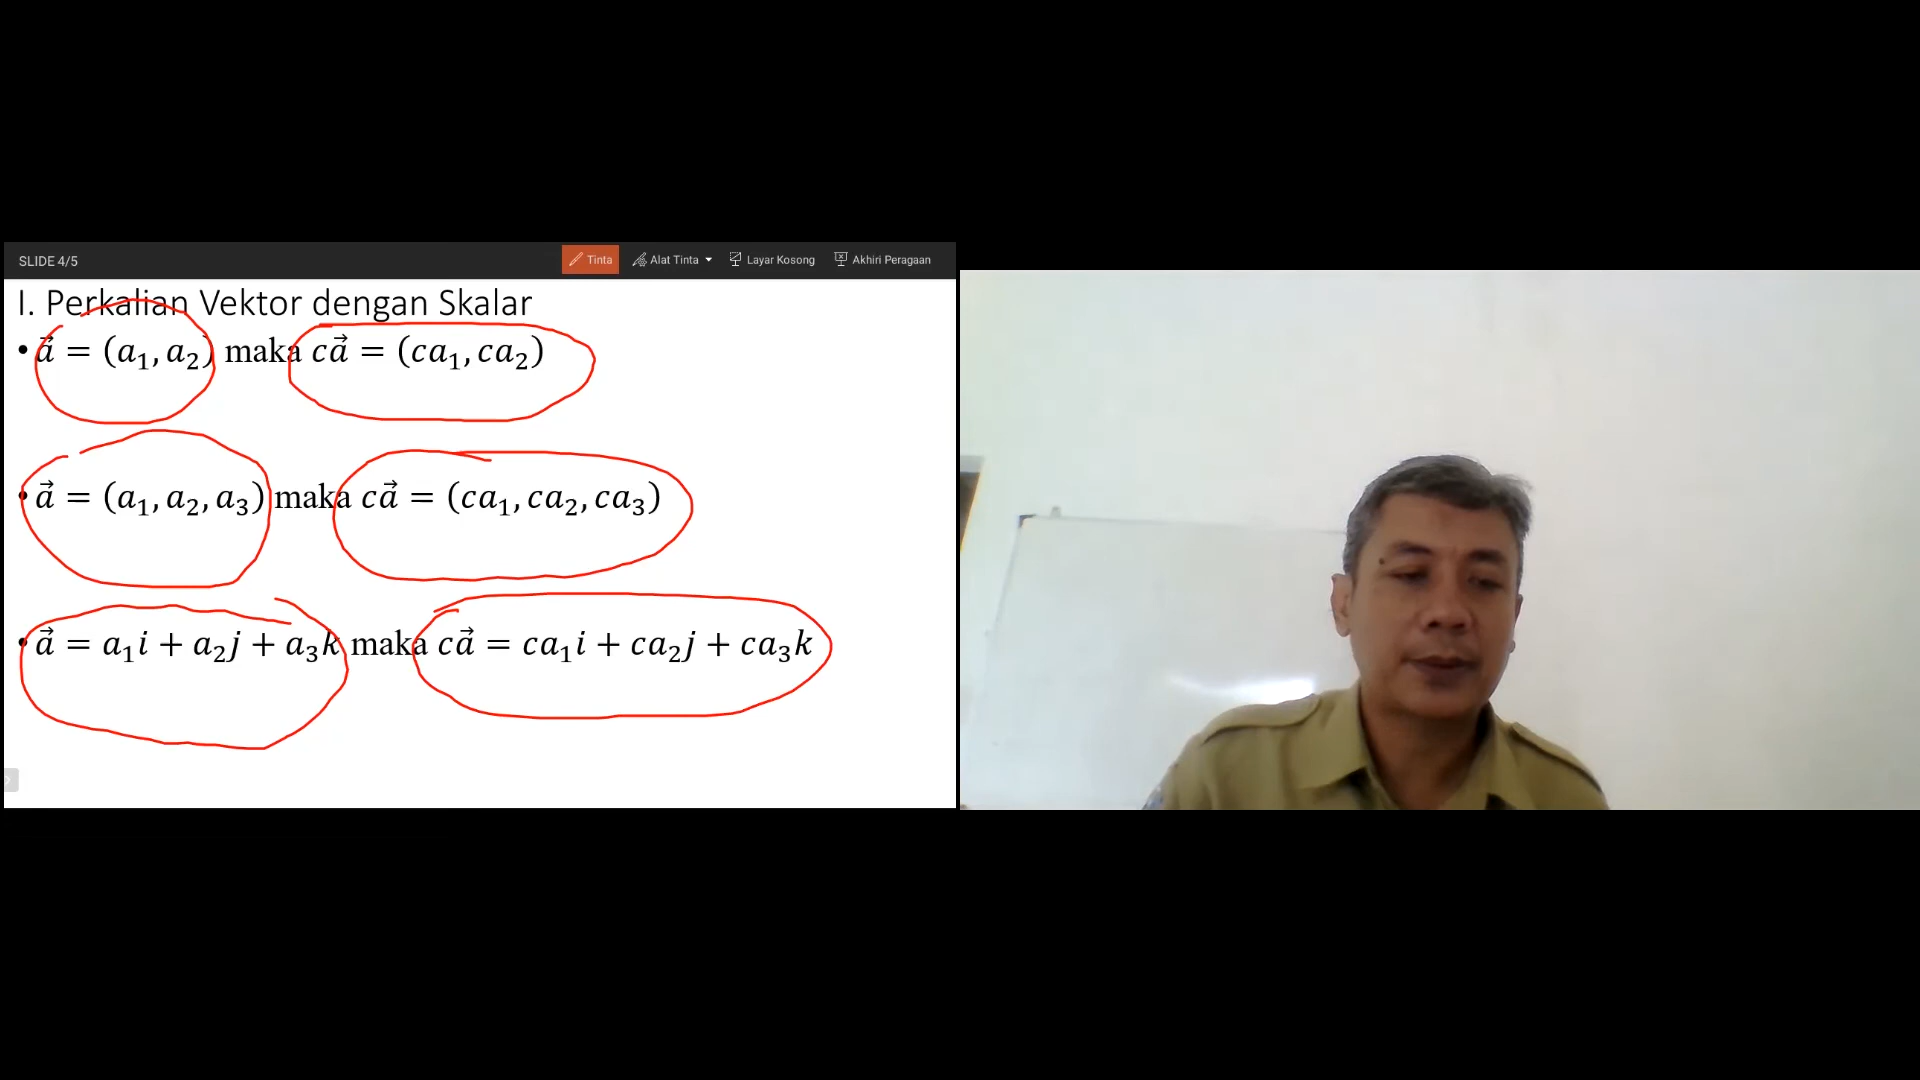 SLIDE 4/5
Tinta Alat Tinta Layar Kosong Akhiri Peragaan
I. Perkalian Vektor dengan Skalar
• a⃗ = (a₁, a₂) maka ca⃗ = (ca₁, ca₂)
• a⃗ = (a₁, a₂, a₃) maka ca⃗ = (ca₁, ca₂, ca₃)
• a⃗ = a₁i + a₂j + a₃k maka ca⃗ = ca₁i + ca₂j + ca₃k